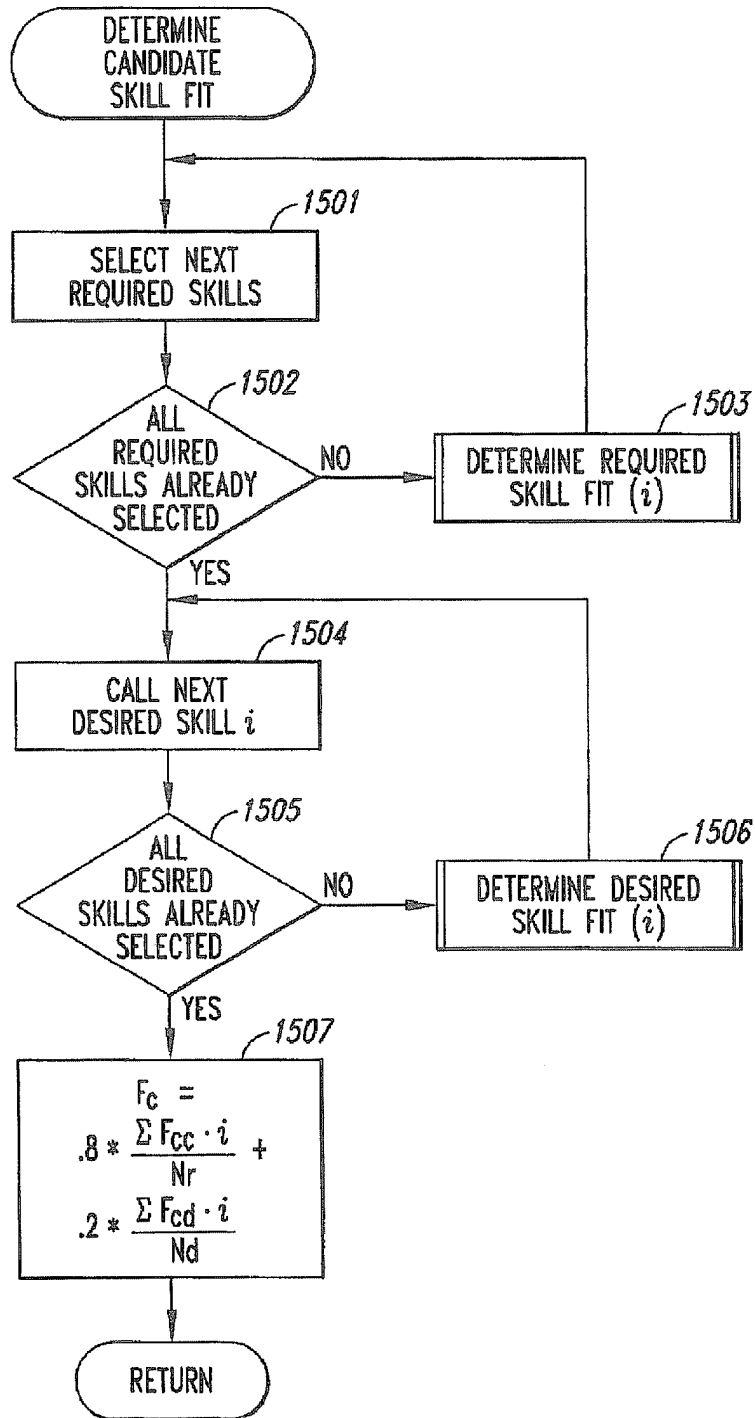 DETERMINE
CANDIDATE
SKILL FIT
1501
SELECT NEXT
REQUIRED SKILLS
1502
ALL
REQUIRED
SKILLS ALREADY
SELECTED
NO
1503
DETERMINE REQUIRED
SKILL FIT (i)
YES
1504
CALL NEXT
DESIRED SKILL i
1505
ALL
DESIRED
SKILLS ALREADY
SELECTED
NO
1506
DETERMINE DESIRED
SKILL FIT (i)
YES
1507
Fc =
.8 * Σ Fcc · i +
Nr
.2 * Σ Fcd · i
Nd
RETURN